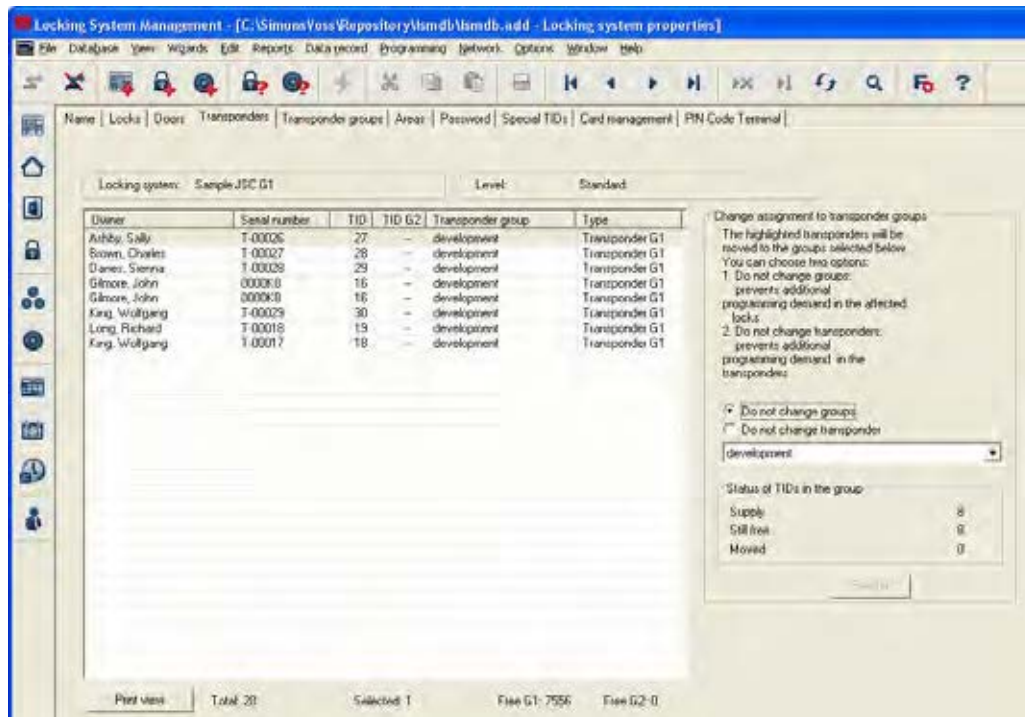 Locking System Management - [C:\SimonsVoss\Repository\lsmdb\lsmdb.add - Locking system properties]
File Database View Wizards Edit Reports Data record Programming Network Options Window Help
Name Locks Doors Transponders Transponder groups Areas Password Special TIDs Card management PIN Code Terminal
Locking system: Sample JSC G1 Level: Standard
Owner Serial number TID TID G2 Transponder group Type
Ashby, Sally T-00026 27 -- development Transponder G1
Brown, Charles T-00027 28 -- development Transponder G1
Danes, Sienna T-00028 29 -- development Transponder G1
Gilmore, John 0000K8 16 -- development Transponder G1
Gilmore, John 0000K8 16 -- development Transponder G1
King, Wolfgang T-00029 30 -- development Transponder G1
Long, Richard T-00018 19 -- development Transponder G1
King, Wolfgang T-00017 18 -- development Transponder G1
Change assignment to transponder groups
The highlighted transponders will be
moved to the groups selected below
You can choose two options:
1. Do not change groups:
prevents additional
programming demand in the affected
locks
2. Do not change transponders:
prevents additional
programming demand in the
transponders
Do not change groups
Do not change transponder
development
Status of TIDs in the group
Supply
Still free
Moved 0
Print view Total: 28 Selected: 1 Free G1: 7556 Free G2: 0